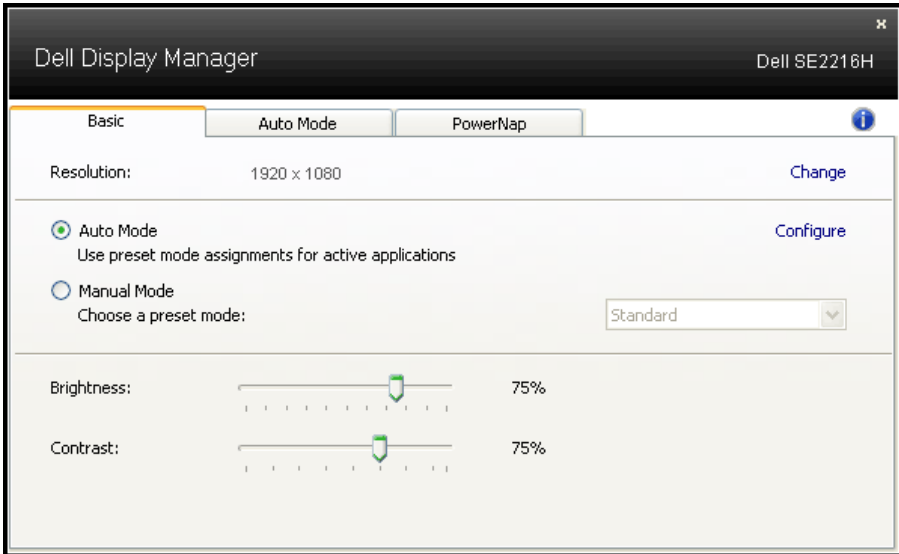 Dell Display Manager
Dell SE2216H
Basic
Auto Mode
PowerNap
Resolution:
1920 x 1080
Change
Auto Mode
Configure
Use preset mode assignments for active applications
Manual Mode
Choose a preset mode:
Standard
Brightness:
75%
Contrast:
75%